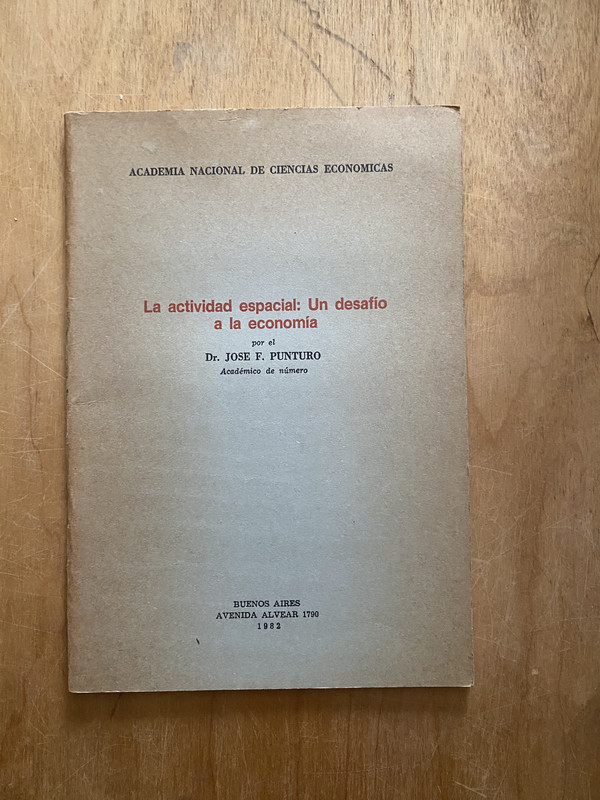 ACADEMIA NACIONAL DE CIENCIAS ECONOMICAS
La actividad espacial: Un desafío
a la economía
por el
Dr. JOSE F. PUNTURO
Académico de número
BUENOS AIRES
AVENIDA ALVEAR 1790
1982